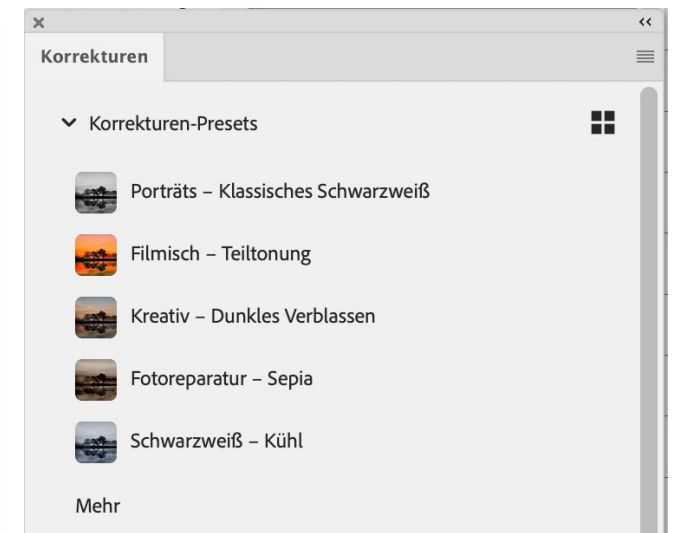 Korrekturen
Korrekturen-Presets
Porträts – Klassisches Schwarzweiß
Filmisch – Teiltonung
Kreativ – Dunkles Verblassen
Fotoreparatur – Sepia
Schwarzweiß – Kühl
Mehr